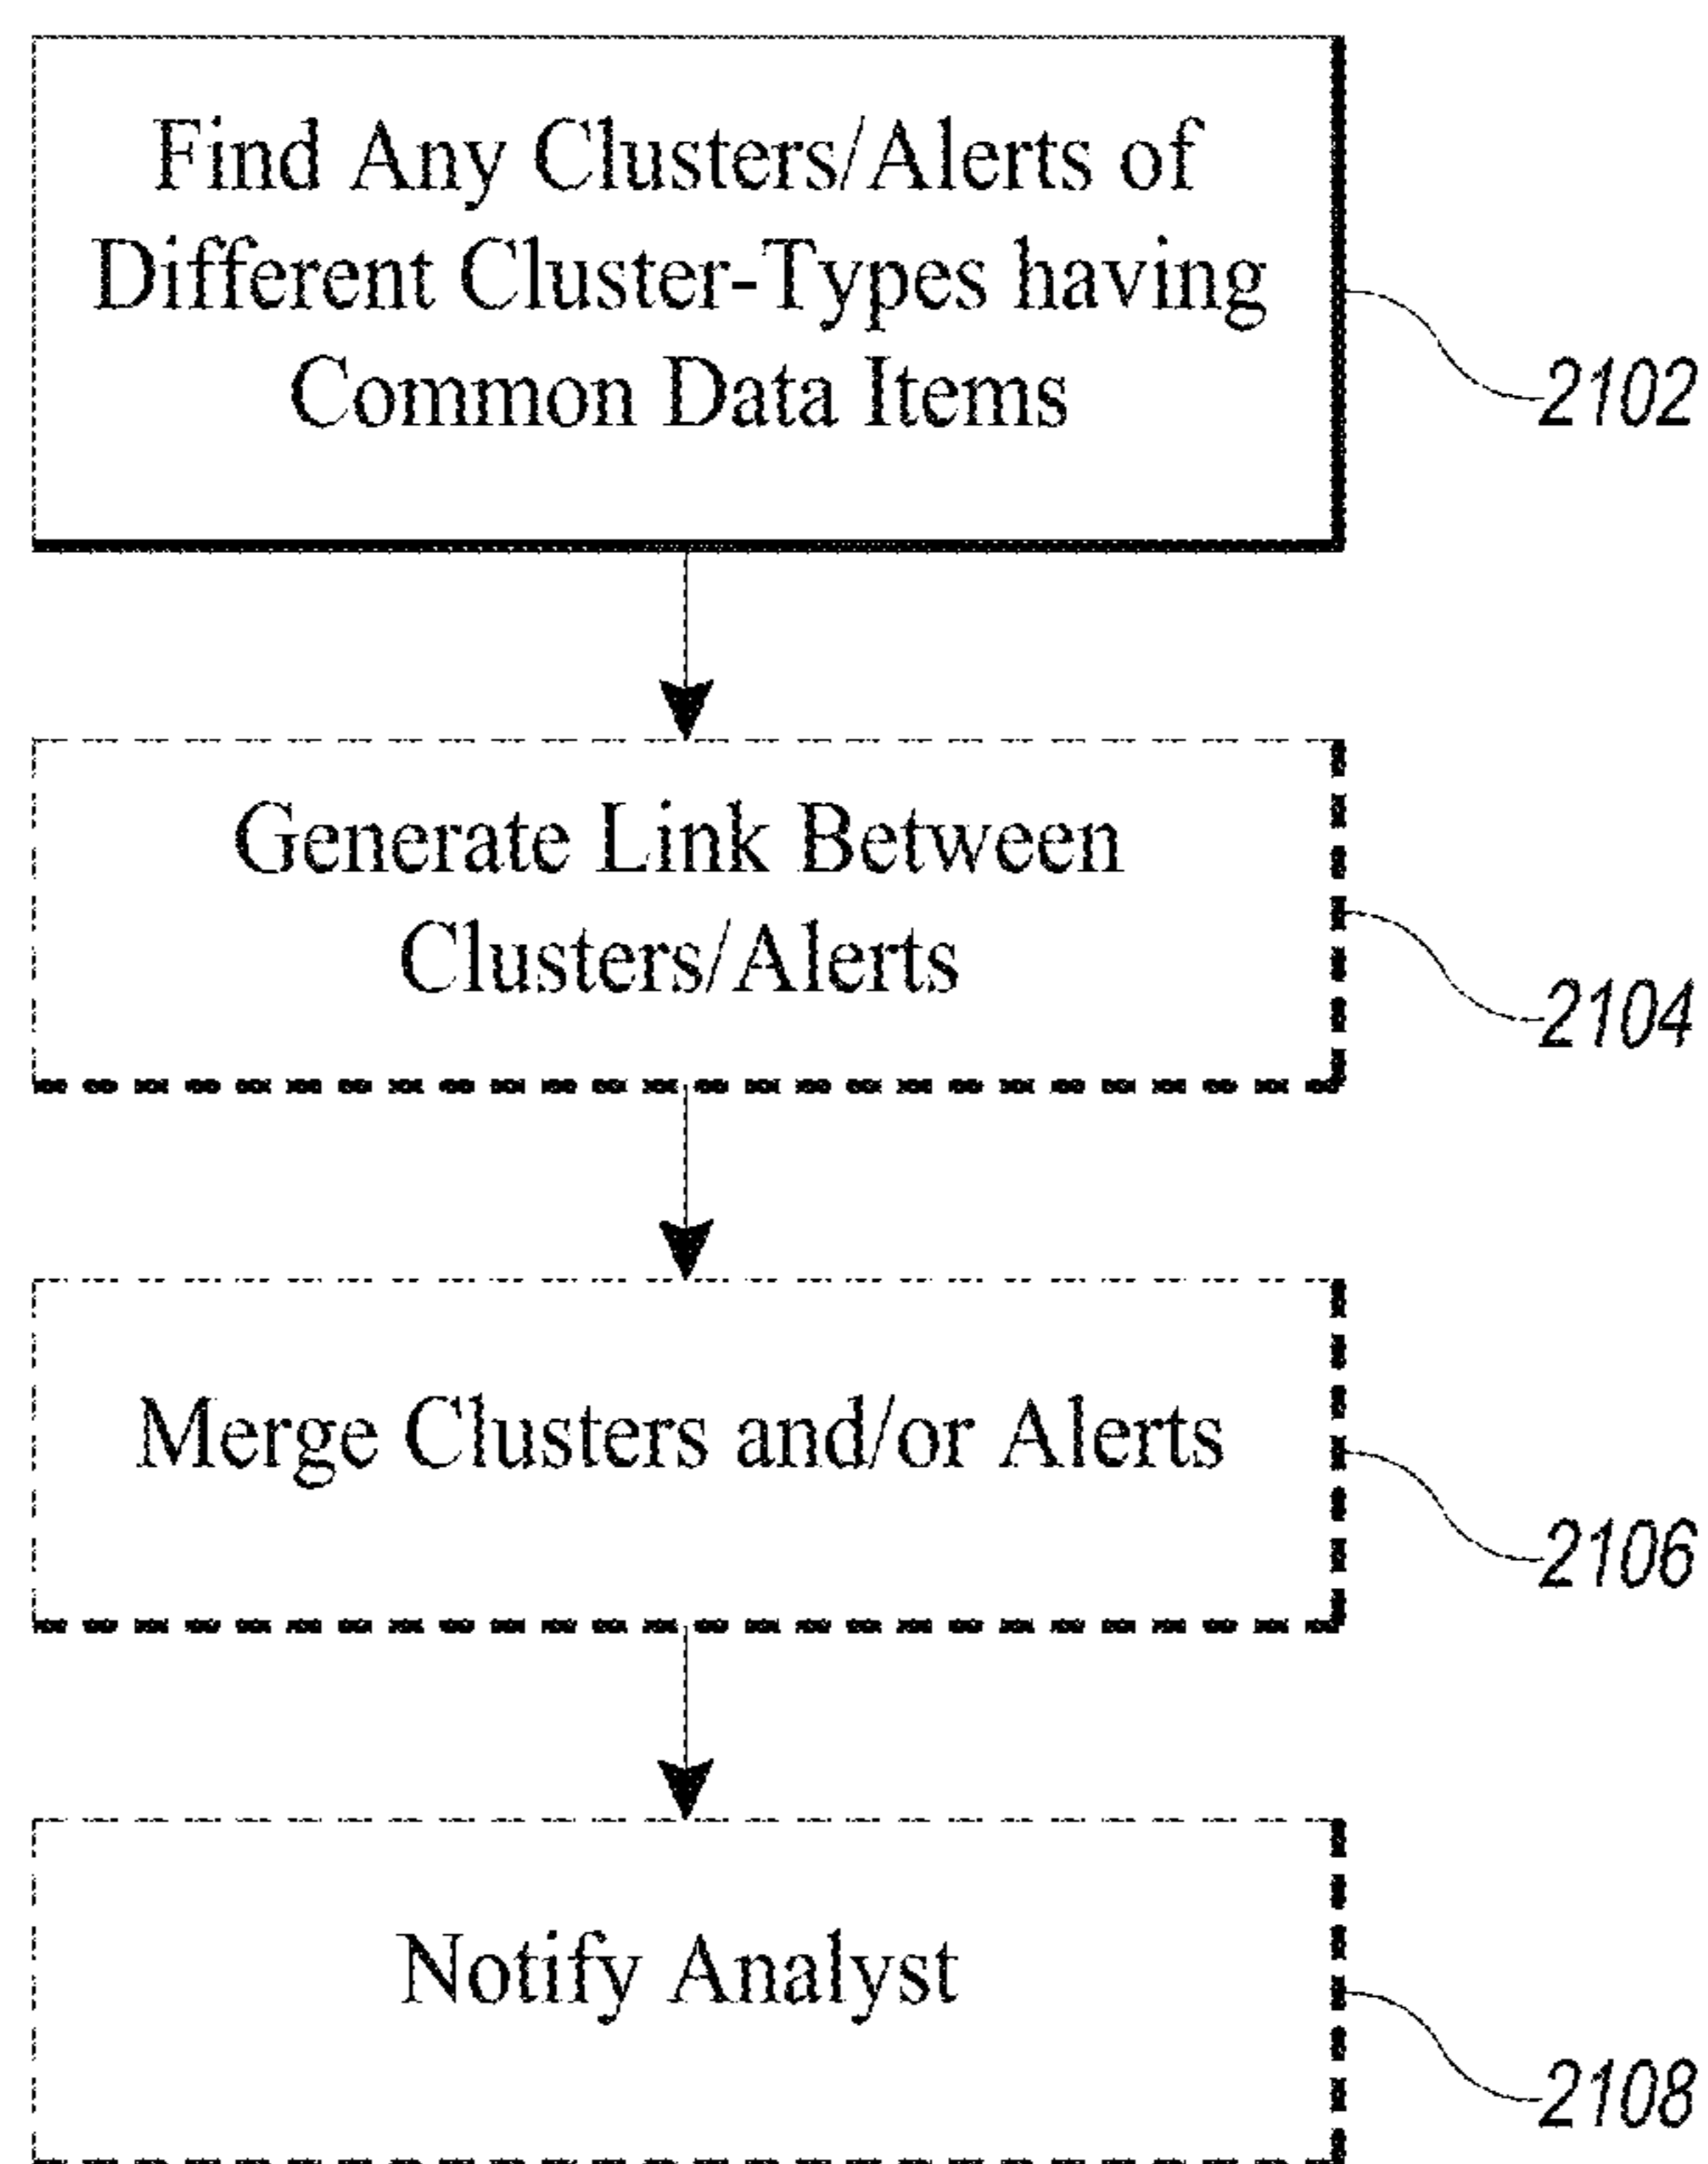 Find Any Clusters/Alerts of
Different Cluster-Types having
Common Data Items
2102
Generate Link Between
Clusters/Alerts
2104
Merge Clusters and/or Alerts
2106
Notify Analyst
2108